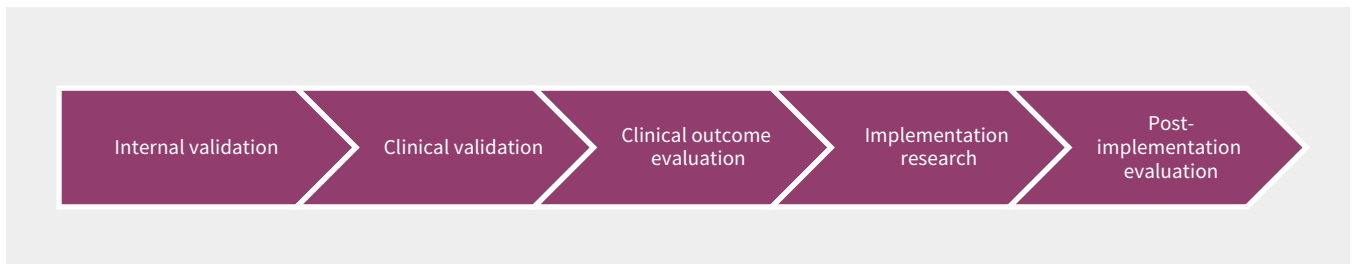 Internal validation
Clinical validation
Clinical outcome
evaluation
Implementation
research
Post-
implementation
evaluation